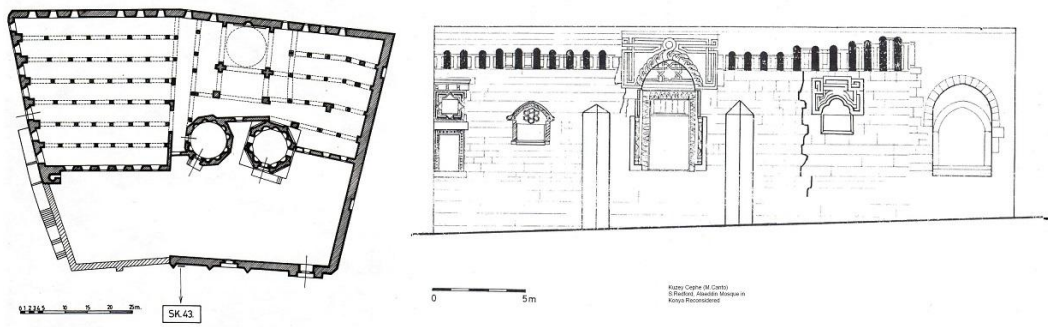 6 1 2 3 4 5 10 15 20 25 m.
SK.43.
0 5 m
Kuzey Cephe (M.Canto)
S.Redford, Alaeddin Mosque in
Konya Reconsidered